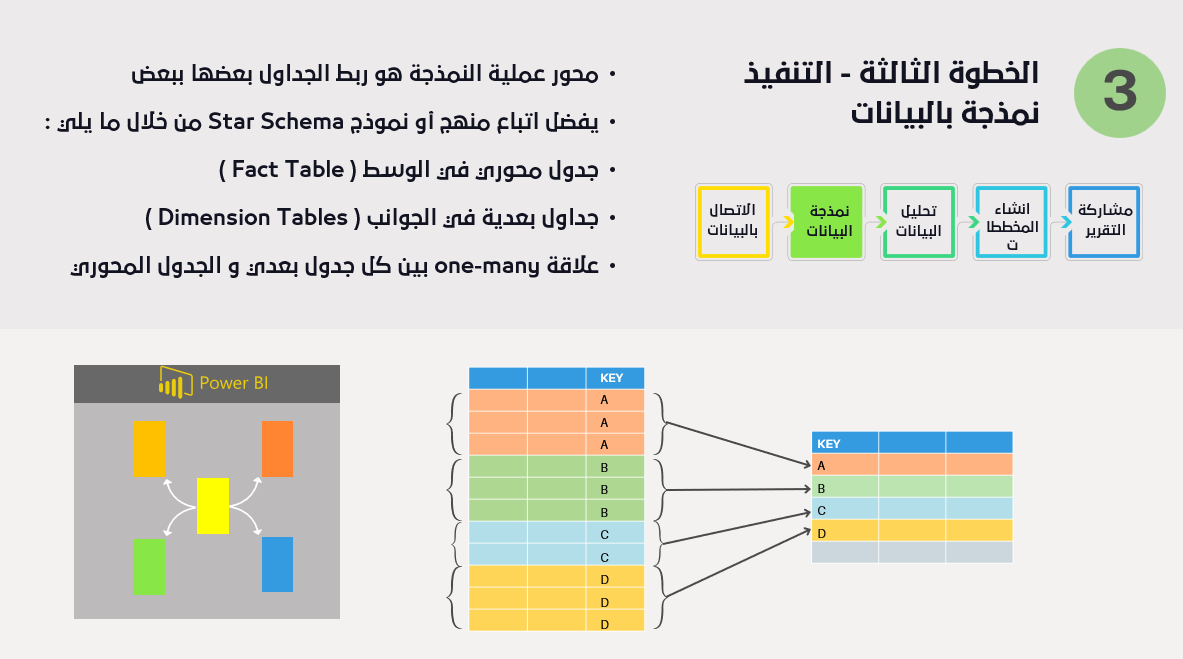 3
الخطوة الثالثة - التنفيذ
نمذجة بالبيانات
• محور عملية النمذجة هو ربط الجداول بعضها ببعض
• يفضل اتباع منهج أو نموذج Star Schema من خلال ما يلي :
• جدول محوري في الوسط ( Fact Table )
• جداول بعدية في الجوانب ( Dimension Tables )
• علاقة one-many بين كل جدول بعدي و الجدول المحوري
الاتصال
بالبيانات
نمذجة
البيانات
تحليل
البيانات
انشاء
المخططا
ت
مشاركة
التقرير
Power BI
KEY
A
A
A
B
B
B
C
C
D
D
D
KEY
A
B
C
D